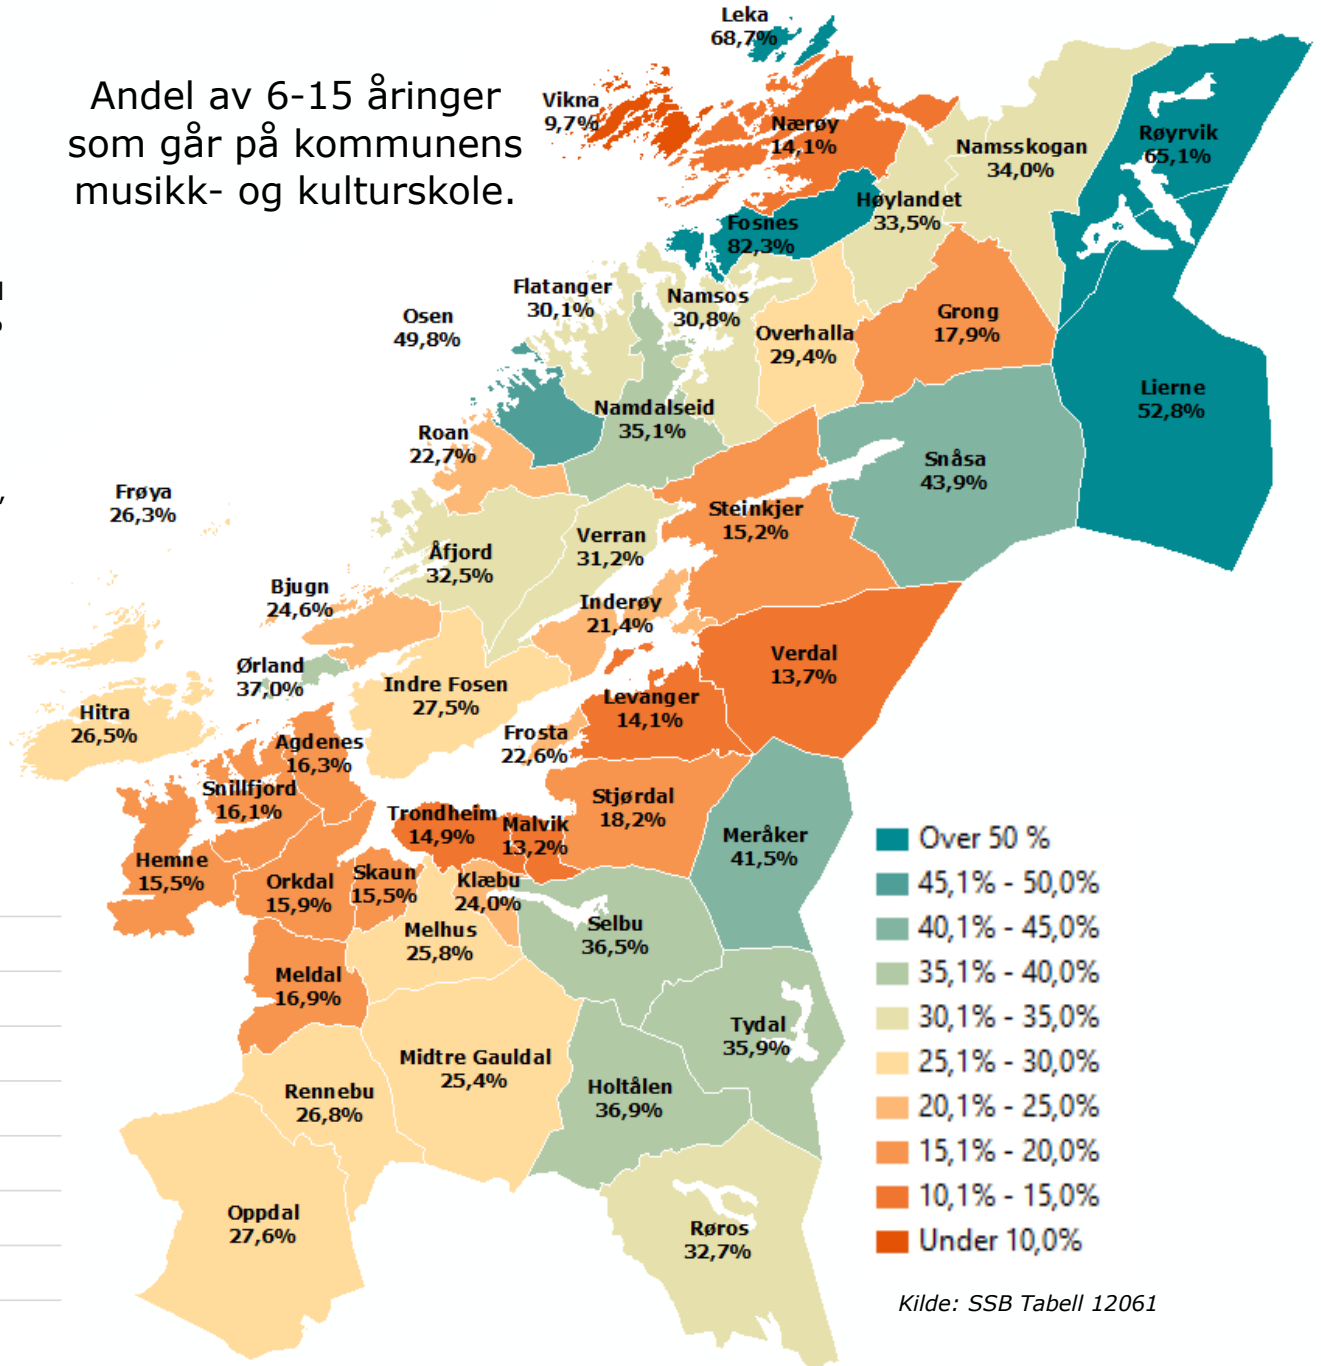 Andel av 6-15 åringer
som går på kommunens
musikk- og kulturskole.
Leka
68,7%
Vikna
9,7%
Nærøy
14,1%
Namsskogan
34,0%
Røyrvik
65,1%
Høylandet
33,5%
Fosnes
82,3%
Flatanger
30,1%
Namsos
30,8%
Osen
49,8%
Overhalla
29,4%
Grong
17,9%
Lierne
52,8%
Namdalseid
35,1%
Roan
22,7%
Snåsa
43,9%
Frøya
26,3%
Steinkjer
15,2%
Åfjord
32,5%
Verran
31,2%
Bjugn
24,6%
Inderøy
21,4%
Verdal
13,7%
Ørland
37,0%
Indre Fosen
27,5%
Levanger
14,1%
Hitra
26,5%
Frosta
22,6%
Agdenes
16,3%
Snillfjord
16,1%
Stjørdal
18,2%
Trondheim
14,9%
Malvik
13,2%
Meråker
41,5%
Hemne
15,5%
Orkdal
15,9%
Skaun
15,5%
Klæbu
24,0%
Melhus
25,8%
Selbu
36,5%
Meldal
16,9%
Tydal
35,9%
Midtre Gauldal
25,4%
Rennebu
26,8%
Holtålen
36,9%
Oppdal
27,6%
Røros
32,7%
Over 50 %
45,1% - 50,0%
40,1% - 45,0%
35,1% - 40,0%
30,1% - 35,0%
25,1% - 30,0%
20,1% - 25,0%
15,1% - 20,0%
10,1% - 15,0%
Under 10,0%
Kilde: SSB Tabell 12061